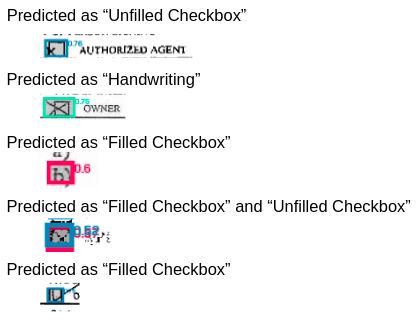 Predicted as “Unfilled Checkbox”
0.76 AUTHORIZED AGENT
Predicted as “Handwriting”
0.75 OWNER
Predicted as “Filled Checkbox”
a)
b) 0.6
Predicted as “Filled Checkbox” and “Unfilled Checkbox”
0.52
Predicted as “Filled Checkbox”